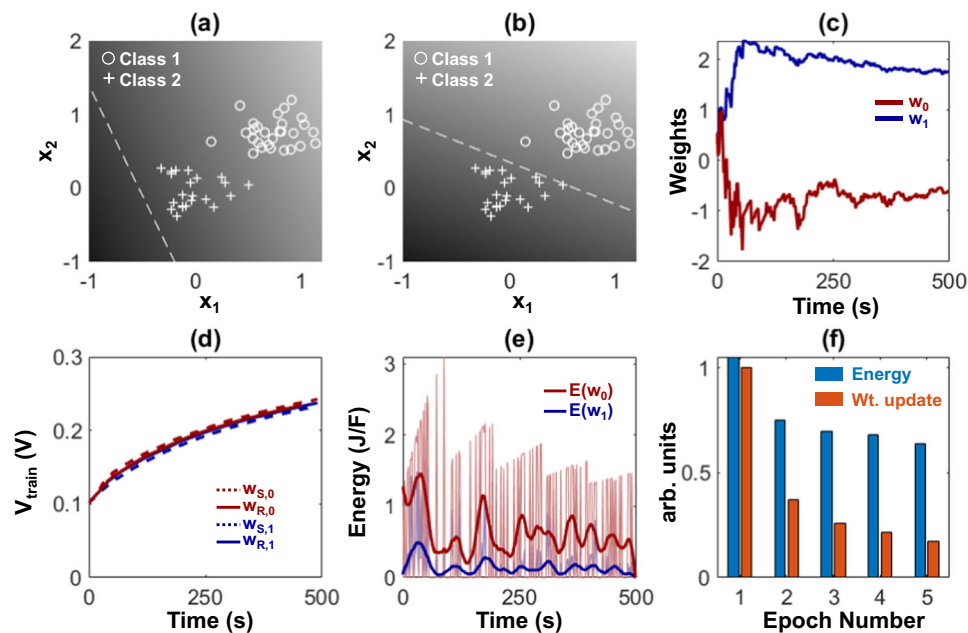 (a)
2
1
0
-1
x2
Class 1
Class 2
-1
0
1
x1
(b)
2
1
0
-1
x2
Class 1
Class 2
-1
0
1
x1
(c)
2
1
0
-1
-2
Weights
w0
w1
0
250
500
Time (s)
(d)
0.3
0.2
0.1
0
Vtrain (V)
wS,0
wR,0
wS,1
wR,1
0
250
500
Time (s)
(e)
3
2
1
0
Energy (J/F)
E(w0)
E(w1)
0
250
500
Time (s)
(f)
1
0.5
0
arb. units
Energy
Wt. update
1
2
3
4
5
Epoch Number